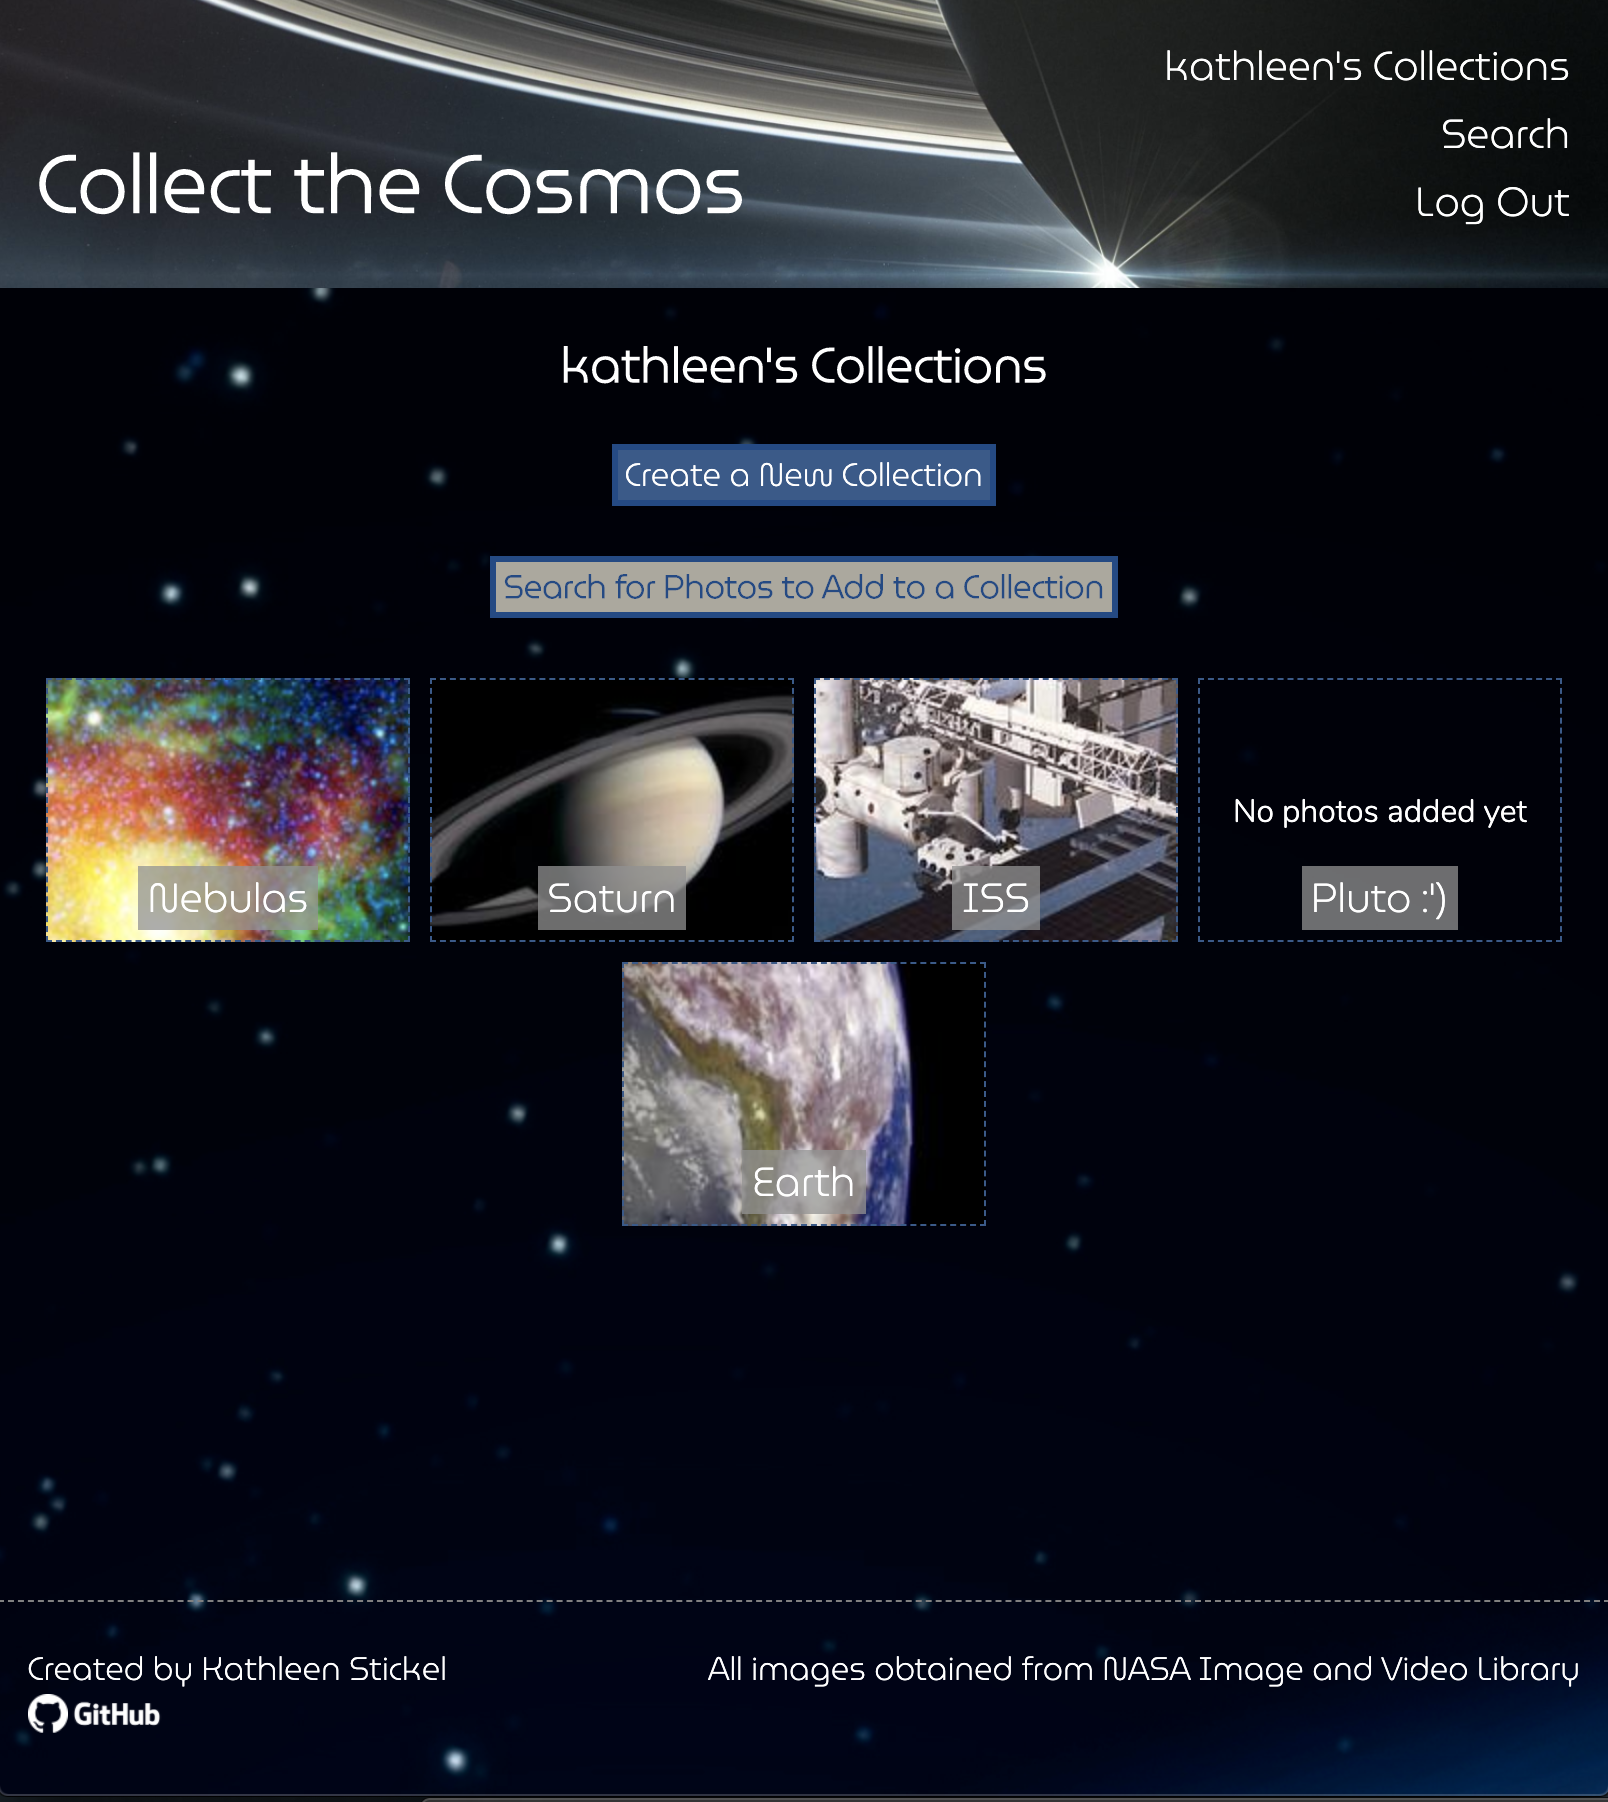 kathleen's Collections
Search
Log Out
Collect the Cosmos
kathleen's Collections
Create a New Collection
Search for Photos to Add to a Collection
Nebulas
Saturn
ISS
No photos added yet
Pluto :')
Earth
Created by Kathleen Stickel
All images obtained from NASA Image and Video Library
GitHub